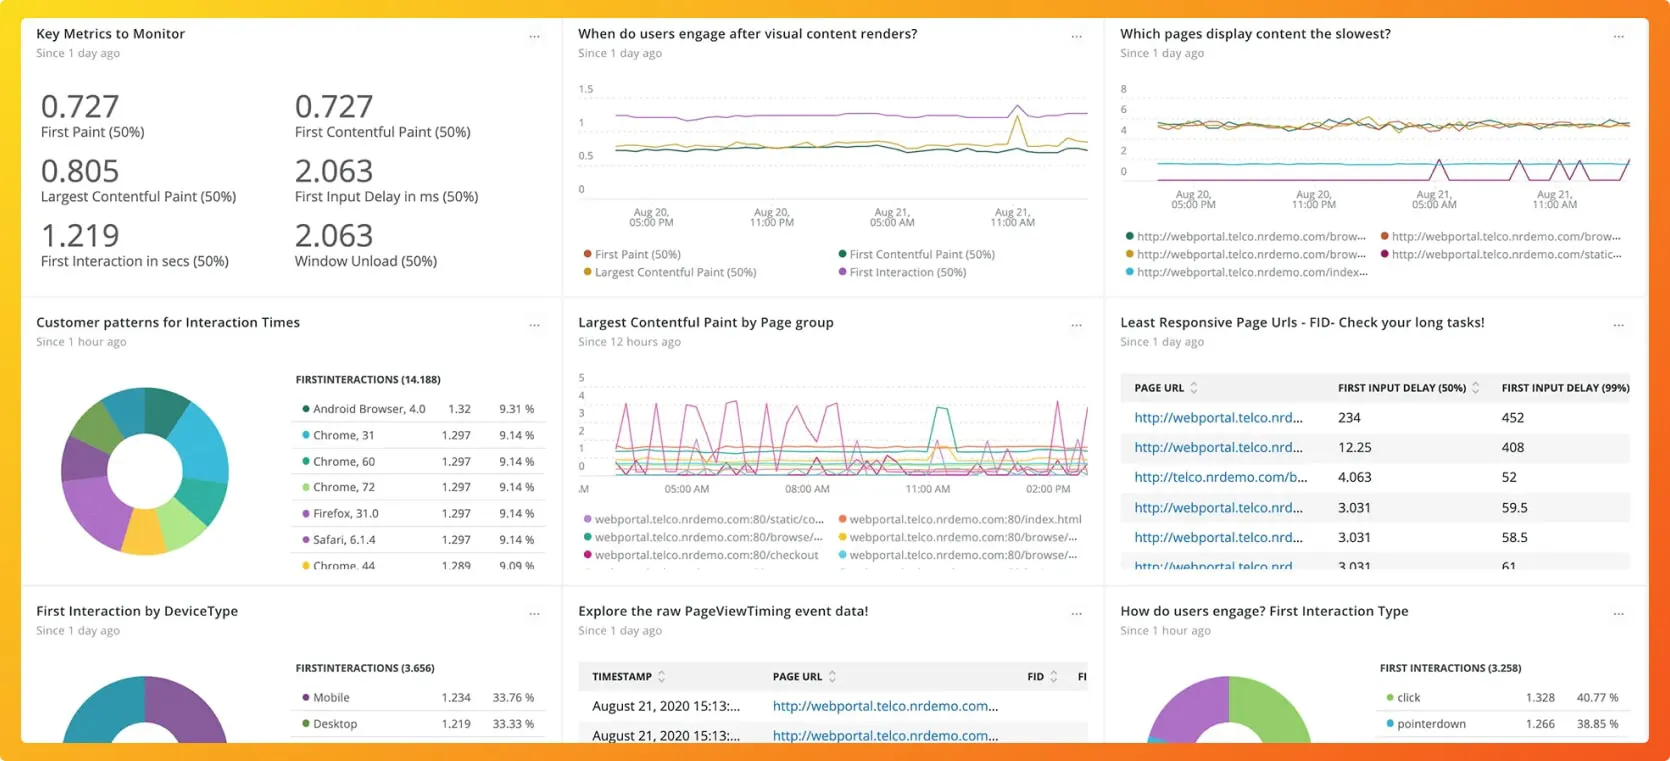 Key Metrics to Monitor
...
Since 1 day ago
0.727
First Paint (50%)
0.727
First Contentful Paint (50%)
0.805
Largest Contentful Paint (50%)
2.063
First Input Delay in ms (50%)
1.219
First Interaction in secs (50%)
2.063
Window Unload (50%)
When do users engage after visual content renders?
...
Since 1 day ago
1.5
1
0.5
0
Aug 20,
05:00 PM
Aug 20,
11:00 PM
Aug 21,
05:00 AM
Aug 21,
11:00 AM
First Paint (50%)
First Contentful Paint (50%)
Largest Contentful Paint (50%)
First Interaction (50%)
Which pages display content the slowest?
...
Since 1 day ago
8
6
4
2
0
Aug 20,
05:00 PM
Aug 20,
11:00 PM
Aug 21,
05:00 AM
Aug 21,
11:00 AM
http://webportal.telco.nrdemo.com/brow...
http://webportal.telco.nrdemo.com/brow...
http://webportal.telco.nrdemo.com/brow...
http://webportal.telco.nrdemo.com/static...
http://webportal.telco.nrdemo.com/index...
Customer patterns for Interaction Times
...
Since 1 hour ago
FIRSTINTERACTIONS (14.188)
Android Browser, 4.0 1.32 9.31 %
Chrome, 31 1.297 9.14 %
Chrome, 60 1.297 9.14 %
Chrome, 72 1.297 9.14 %
Firefox, 31.0 1.297 9.14 %
Safari, 6.1.4 1.297 9.14 %
Chrome, 44 1.289 9.09 %
Largest Contentful Paint by Page group
...
Since 12 hours ago
5
4
3
2
1
0
M
05:00 AM
08:00 AM
11:00 AM
02:00 PM
webportal.telco.nrdemo.com:80/static/co...
webportal.telco.nrdemo.com:80/index.html
webportal.telco.nrdemo.com:80/browse/...
webportal.telco.nrdemo.com:80/browse/...
webportal.telco.nrdemo.com:80/checkout
webportal.telco.nrdemo.com:80/browse/...
Least Responsive Page Urls - FID- Check your long tasks!
...
Since 1 day ago
PAGE URL FIRST INPUT DELAY (50%) FIRST INPUT DELAY (99%)
http://webportal.telco.nrd... 234 452
http://webportal.telco.nrd... 12.25 408
http://telco.nrdemo.com/b... 4.063 52
http://webportal.telco.nrd... 3.031 59.5
http://webportal.telco.nrd... 3.031 58.5
http://webportal.telco.nrd 3.031 61
First Interaction by DeviceType
...
Since 1 day ago
FIRSTINTERACTIONS (3.656)
Mobile 1.234 33.76 %
Desktop 1.219 33.33 %
Explore the raw PageViewTiming event data!
...
Since 1 day ago
TIMESTAMP PAGE URL FID FI
August 21, 2020 15:13:... http://webportal.telco.nrdemo.com...
August 21, 2020 15:13:... http://webportal.telco.nrdemo.com...
How do users engage? First Interaction Type
...
Since 1 hour ago
FIRST INTERACTIONS (3.258)
click 1.328 40.77 %
pointerdown 1.266 38.85 %